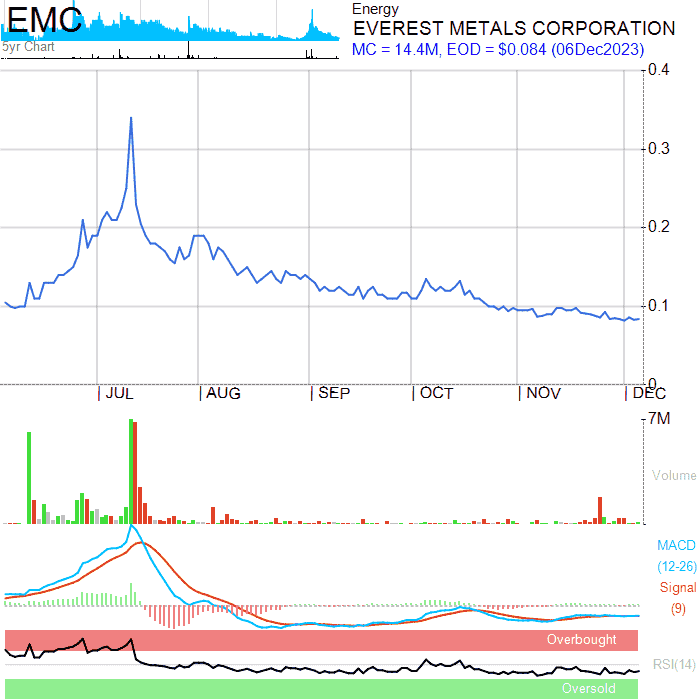 EMC
5yr Chart
Energy
EVEREST METALS CORPORATION
MC = 14.4M, EOD = $0.084 (06Dec2023)
0.4
0.3
0.2
0.1
0
JUL AUG SEP OCT NOV DEC
7M
Volume
MACD
(12-26)
Signal
(9)
Overbought
RSI(14)
Oversold